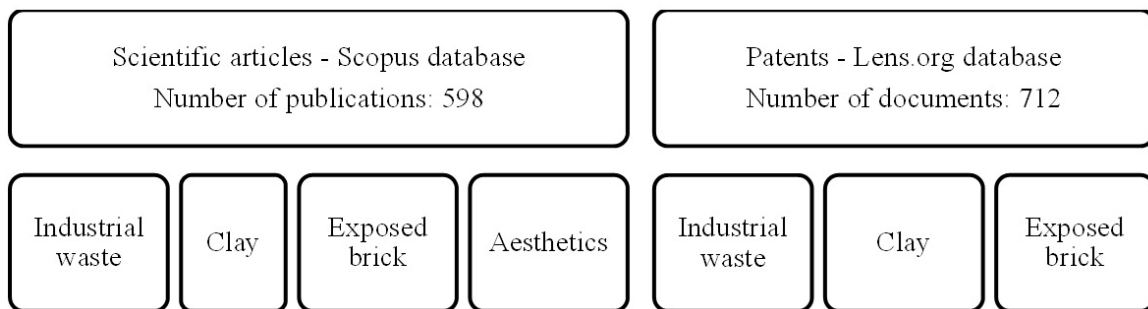 Scientific articles - Scopus database
Number of publications: 598
Patents - Lens.org database
Number of documents: 712
Industrial
waste
Clay
Exposed
brick
Aesthetics
Industrial
waste
Clay
Exposed
brick